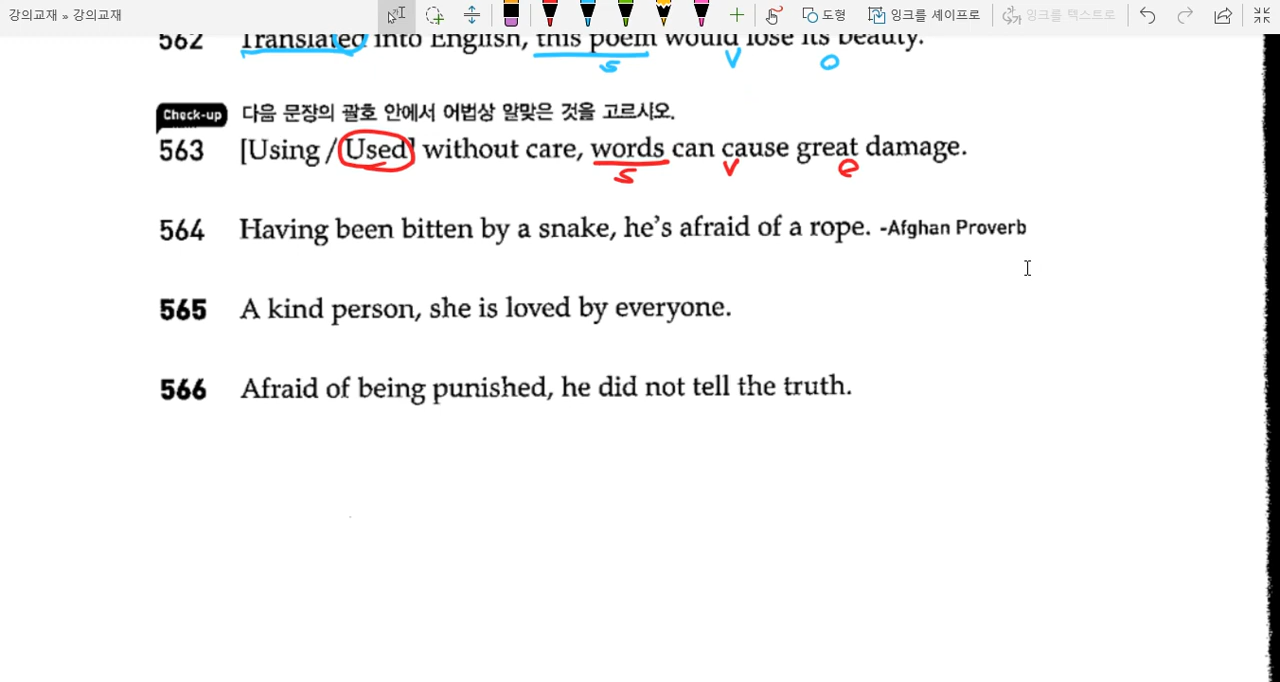 강의교재 » 강의교재
도형
잉크를 셰이프로
잉크를 텍스트로
562 Translated into English, this poem would lose its beauty.
s v o
Check-up 다음 문장의 괄호 안에서 어법상 알맞은 것을 고르시오.
563 [Using / Used] without care, words can cause great damage.
s v
564 Having been bitten by a snake, he's afraid of a rope. -Afghan Proverb
565 A kind person, she is loved by everyone.
566 Afraid of being punished, he did not tell the truth.